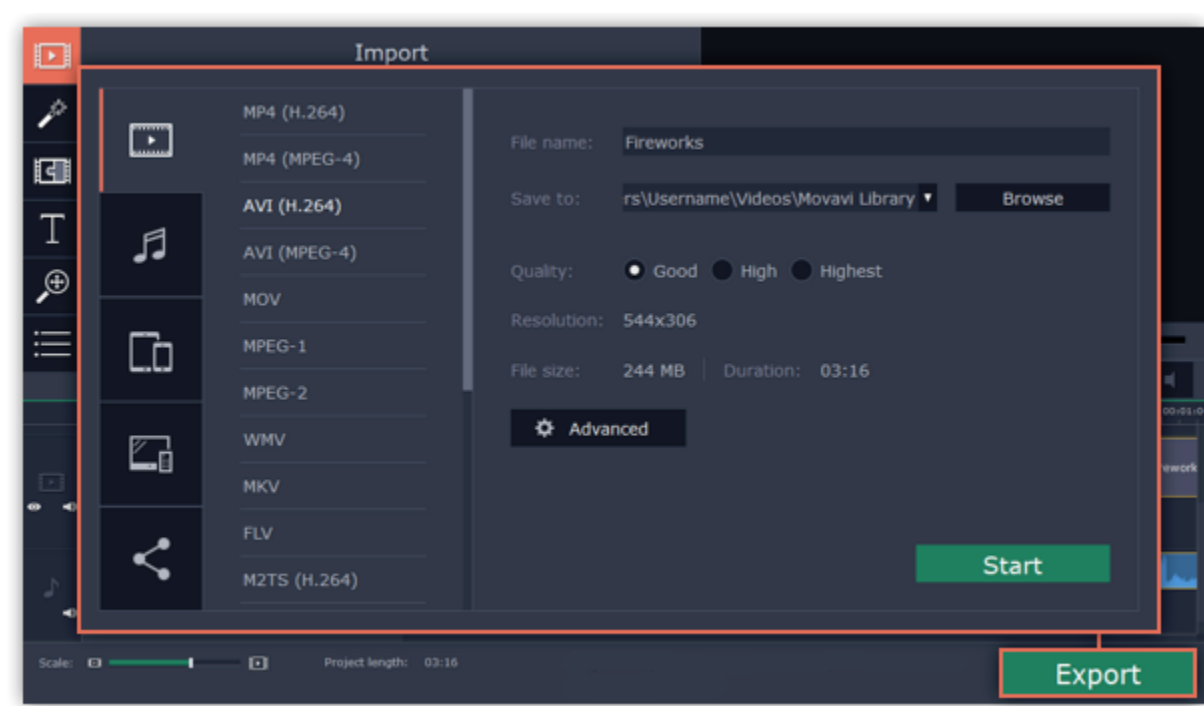 Import
MP4 (H.264)
MP4 (MPEG-4)
AVI (H.264)
AVI (MPEG-4)
MOV
MPEG-1
MPEG-2
WMV
MKV
FLV
M2TS (H.264)
File name: Fireworks
Save to: rs\Username\Videos\Movavi Library Browse
Quality: Good High Highest
Resolution: 544x306
File size: 244 MB Duration: 03:16
Advanced
Start
T
ework
Scale: Project length: 03:16
Export